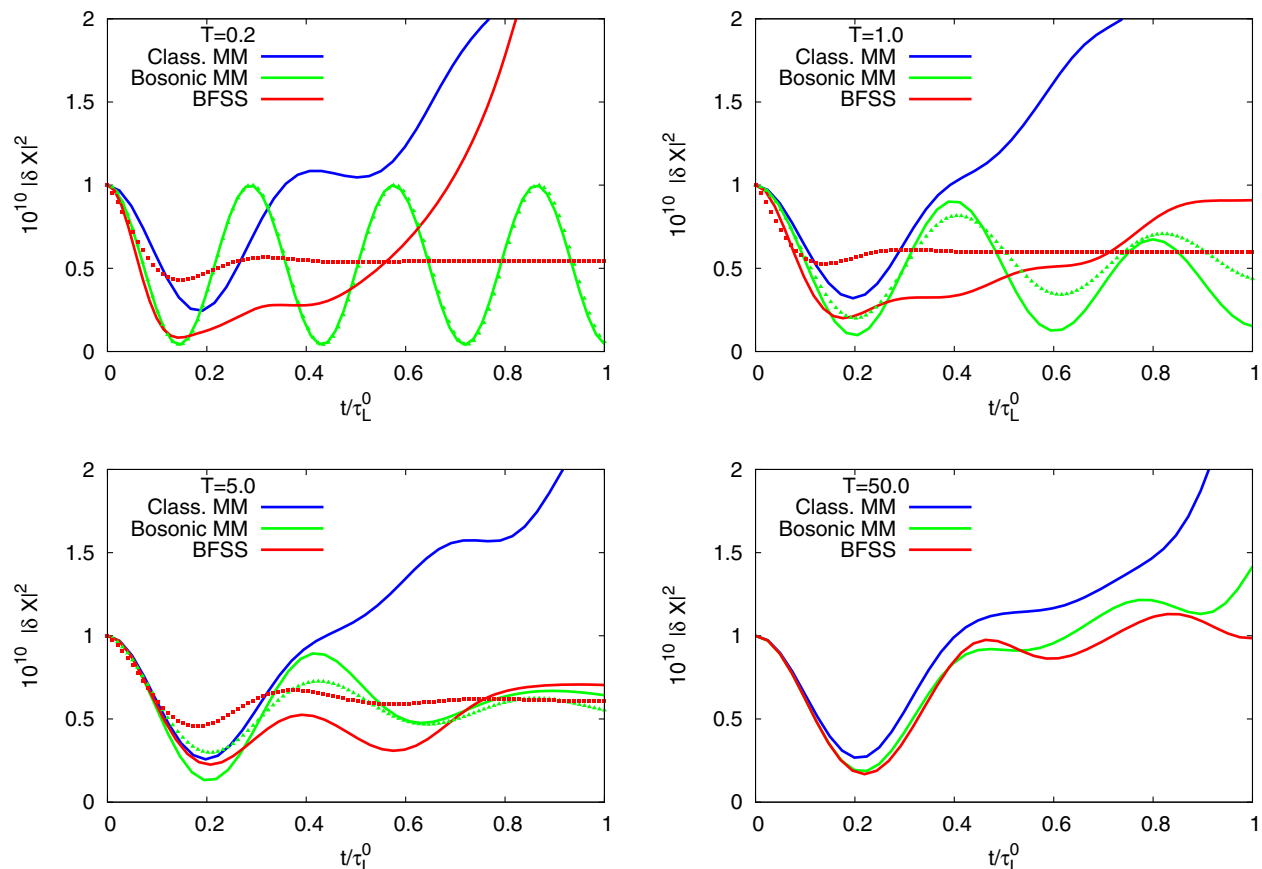 T=0.2
Class. MM
Bosonic MM
BFSS
10^10 |δ X|^2
2
1.5
1
0.5
0
0 0.2 0.4 0.6 0.8 1
t/τ_L^0
T=1.0
Class. MM
Bosonic MM
BFSS
10^10 |δ X|^2
2
1.5
1
0.5
0
0 0.2 0.4 0.6 0.8 1
t/τ_L^0
T=5.0
Class. MM
Bosonic MM
BFSS
10^10 |δ X|^2
2
1.5
1
0.5
0
0 0.2 0.4 0.6 0.8 1
t/τ_L^0
T=50.0
Class. MM
Bosonic MM
BFSS
10^10 |δ X|^2
2
1.5
1
0.5
0
0 0.2 0.4 0.6 0.8 1
t/τ_L^0